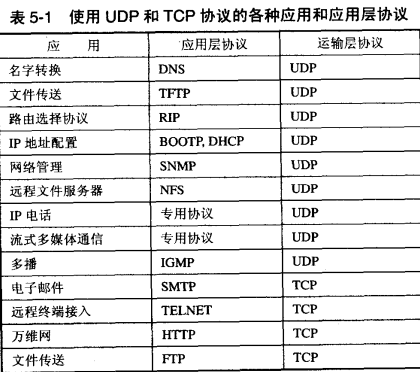 表 5-1 使用 UDP 和 TCP 协议的各种应用和应用层协议
应 用 应用层协议 运输层协议
名字转换 DNS UDP
文件传送 TFTP UDP
路由选择协议 RIP UDP
IP 地址配置 BOOTP, DHCP UDP
网络管理 SNMP UDP
远程文件服务器 NFS UDP
IP 电话 专用协议 UDP
流式多媒体通信 专用协议 UDP
多播 IGMP UDP
电子邮件 SMTP TCP
远程终端接入 TELNET TCP
万维网 HTTP TCP
文件传送 FTP TCP